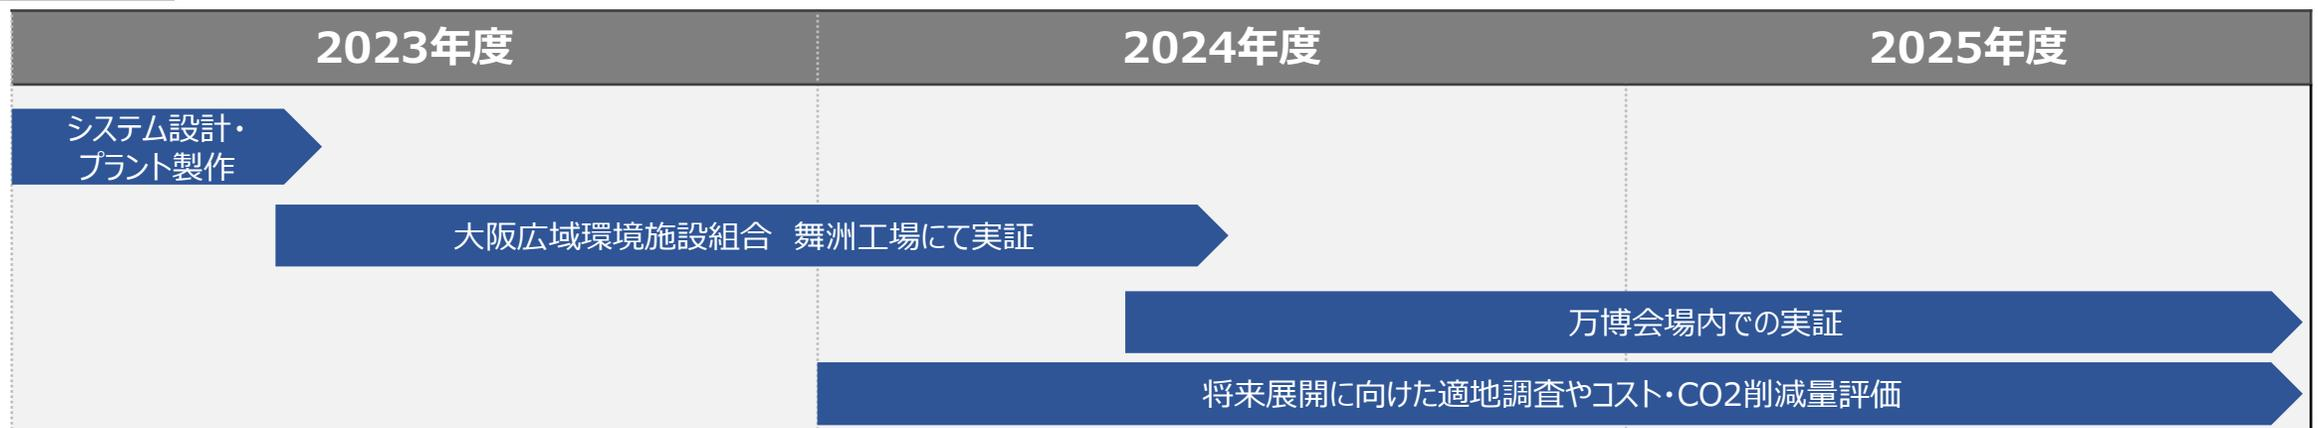 2023年度 2024年度 2025年度
システム設計・
プラント製作
大阪広域環境施設組合　舞洲工場にて実証
万博会場内での実証
将来展開に向けた適地調査やコスト・CO2削減量評価